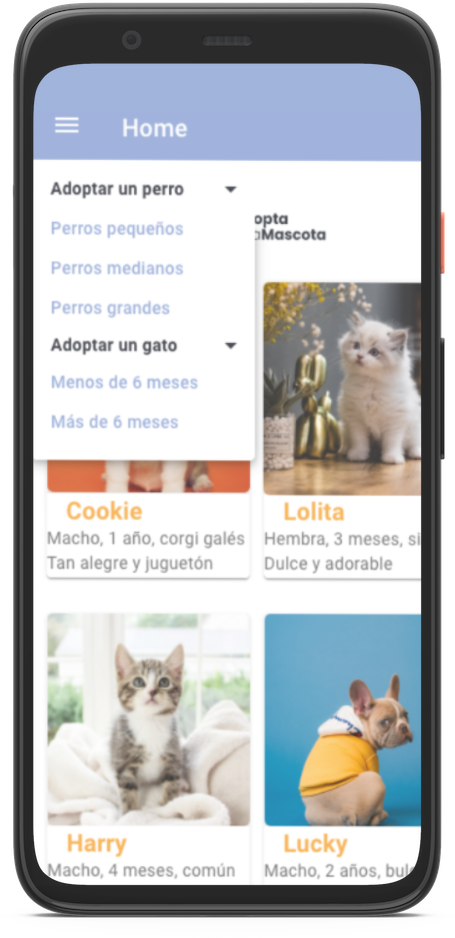 Home
Adoptar un perro
Perros pequeños
Perros medianos
Perros grandes
Adoptar un gato
Menos de 6 meses
Más de 6 meses
opta
aMascota
Cookie
Macho, 1 año, corgi galés
Tan alegre y juguetón
Lolita
Hembra, 3 meses, si
Dulce y adorable
Harry
Macho, 4 meses, común
Lucky
Macho, 2 años, bul